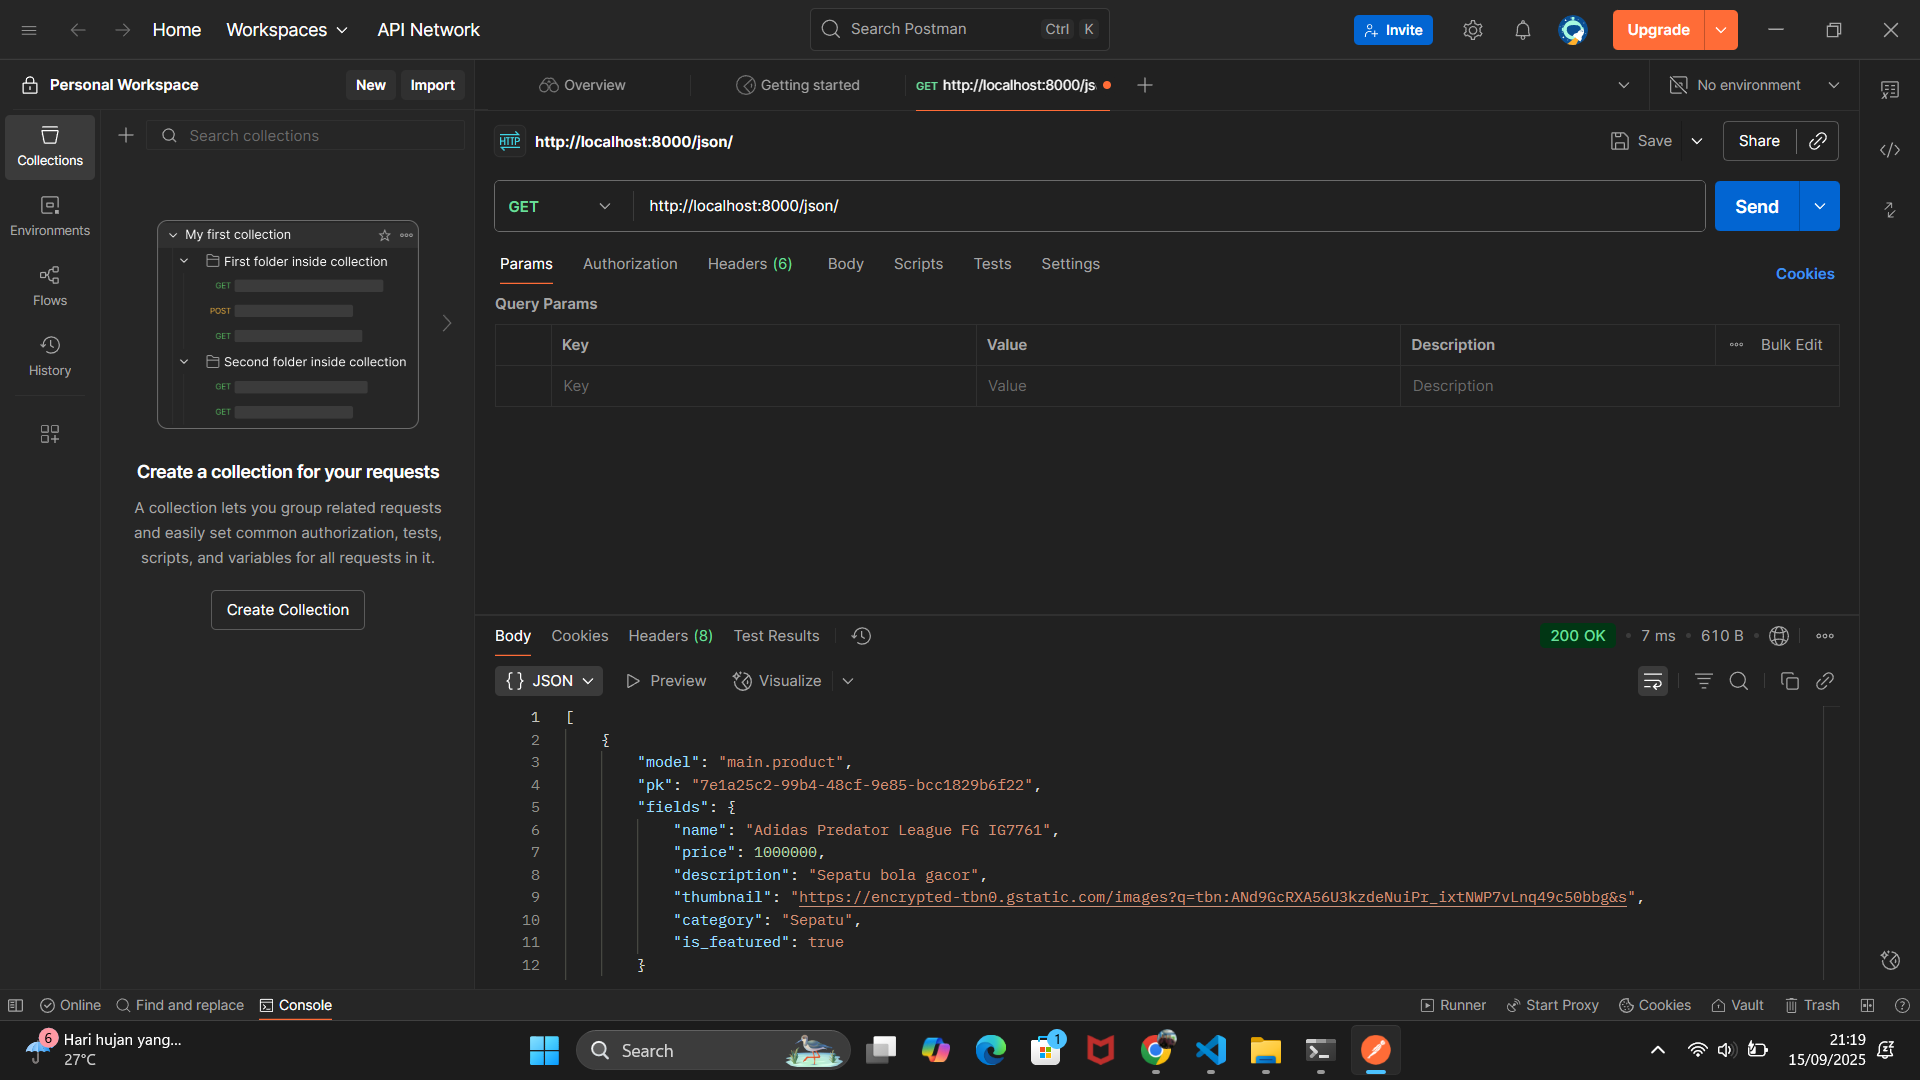 Home
Workspaces
API Network
Search Postman
Ctrl K
Invite
Upgrade
Personal Workspace
New
Import
Overview
Getting started
GET http://localhost:8000/js
No environment
Collections
Environments
Flows
History
Search collections
My first collection
First folder inside collection
GET
POST
GET
Second folder inside collection
GET
GET
Create a collection for your requests
A collection lets you group related requests
and easily set common authorization, tests,
scripts, and variables for all requests in it.
Create Collection
HTTP http://localhost:8000/json/
Save
Share
GET http://localhost:8000/json/
Send
Params Authorization Headers (6) Body Scripts Tests Settings
Cookies
Query Params
Key Value Description Bulk Edit
Key Value Description
Body Cookies Headers (8) Test Results
200 OK 7 ms 610 B
{} JSON Preview Visualize
1 [
2 {
3 "model": "main.product",
4 "pk": "7e1a25c2-99b4-48cf-9e85-bcc1829b6f22",
5 "fields": {
6 "name": "Adidas Predator League FG IG7761",
7 "price": 1000000,
8 "description": "Sepatu bola gacor",
9 "thumbnail": "https://encrypted-tbn0.gstatic.com/images?q=tbn:ANd9GcRXA56U3kzdeNuiPr_ixtNWP7vLnq49c50bbg&s",
10 "category": "Sepatu",
11 "is_featured": true
12 }
Online Find and replace Console
Runner Start Proxy Cookies Vault Trash
6 Hari hujan yang...
27°C
Search
1
21:19
15/09/2025